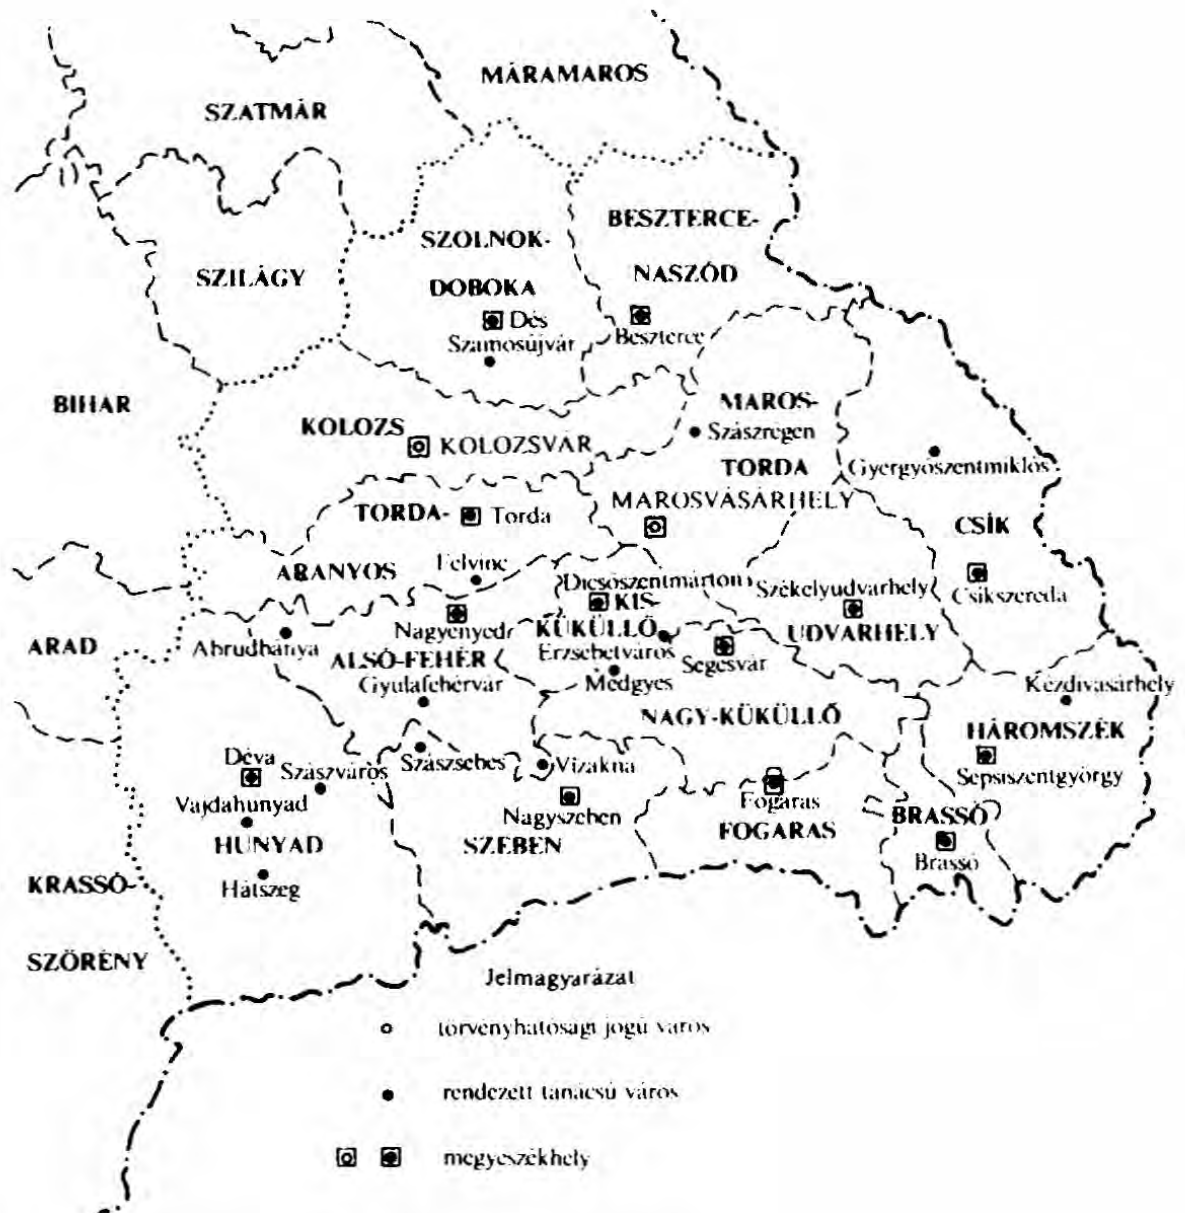 MÁRAMAROS
SZATMÁR
BESZTERCE-
SZOLNOK-
SZILÁGY
NASZÓD
DOBOKA
Dés
Beszterce
Szamosújvár
BIHAR
MAROS-
KOLOZS
KOLOZSVÁR
Szászrégen
TORDA
Gyergyószentmiklós
MAROSVÁSÁRHELY
TORDA-
Torda
CSÍK
Felvinc
ARANYOS
Dicsőszentmárton
Székelyudvarhely
Csikszereda
KIS-
Nagyenyed
KÜKÜLLŐ
UDVARHELY
ARAD
Abrudbánya
Erzsébetváros
Segesvár
ALSÓ-FEHÉR
Gyulafehérvár
Medgyes
Kézdivásárhely
NAGY-KÜKÜLLŐ
HÁROMSZÉK
Déva
Szászváros
Szászsebes
Vizakna
Sepsiszentgyörgy
Vajdahunyad
Nagyszeben
Fogaras
BRASSÓ
HUNYAD
SZEBEN
FOGARAS
Brassó
KRASSÓ-
Hátszeg
SZÖRÉNY
Jelmagyarázat
törvényhatósági jogú város
rendezett tanácsú város
megyeszékhely